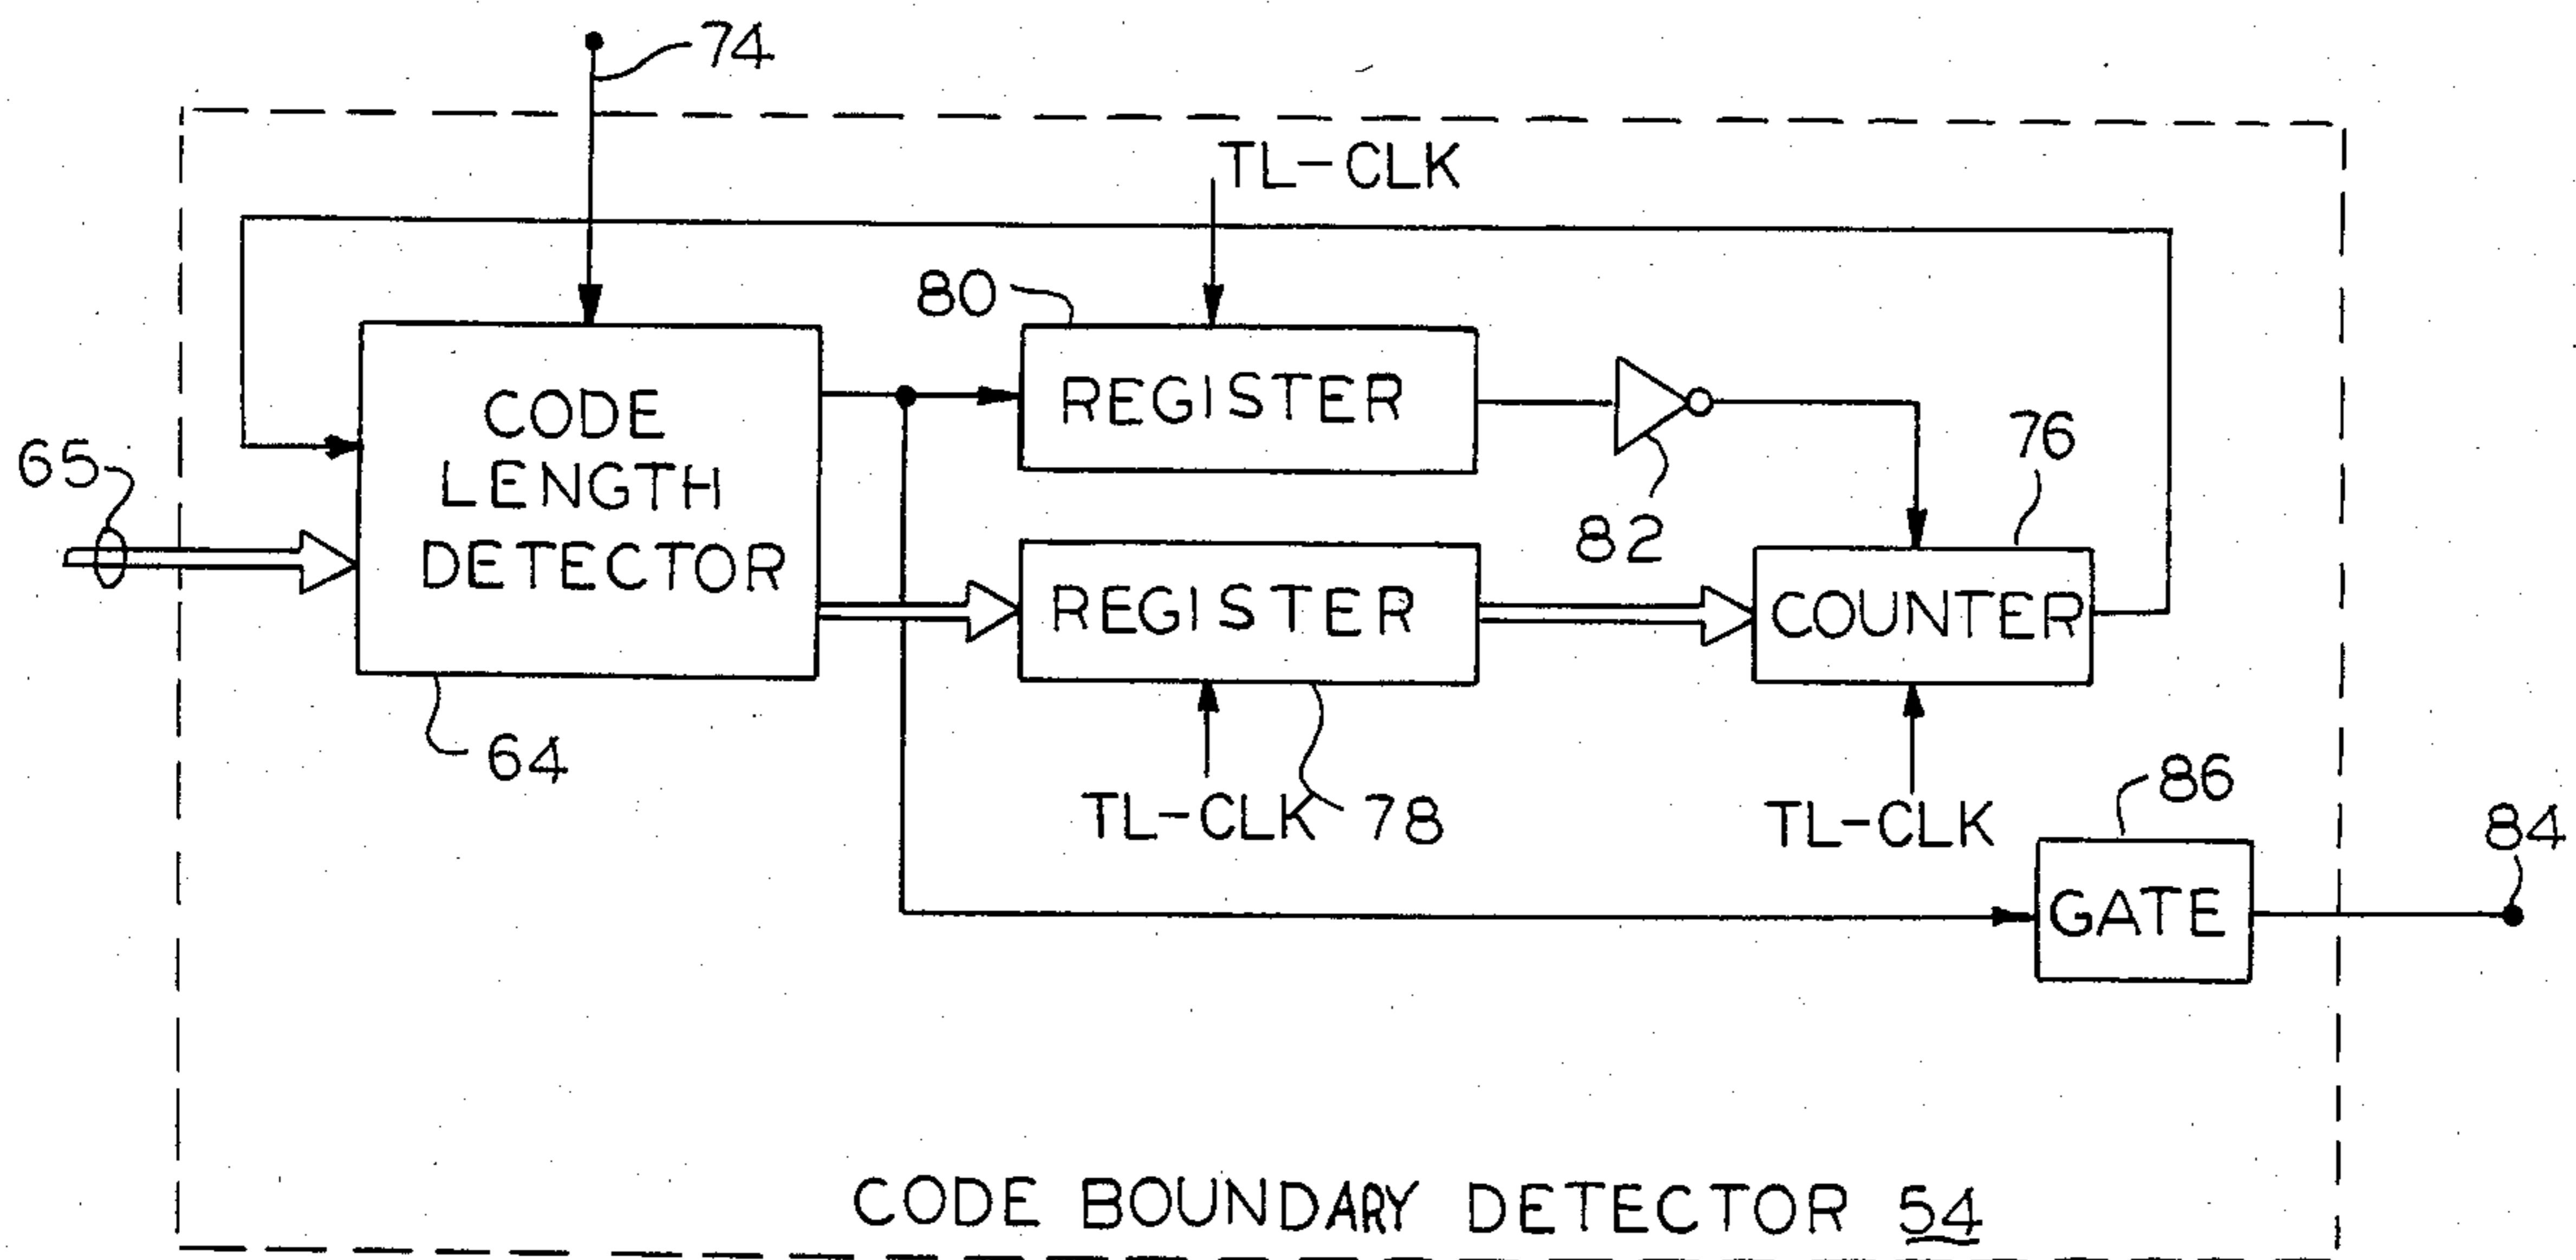 74
TL-CLK
80
REGISTER
CODE
LENGTH
DETECTOR
65
82
76
REGISTER
COUNTER
64
TL-CLK
78
TL-CLK
86
84
GATE
CODE BOUNDARY DETECTOR 54